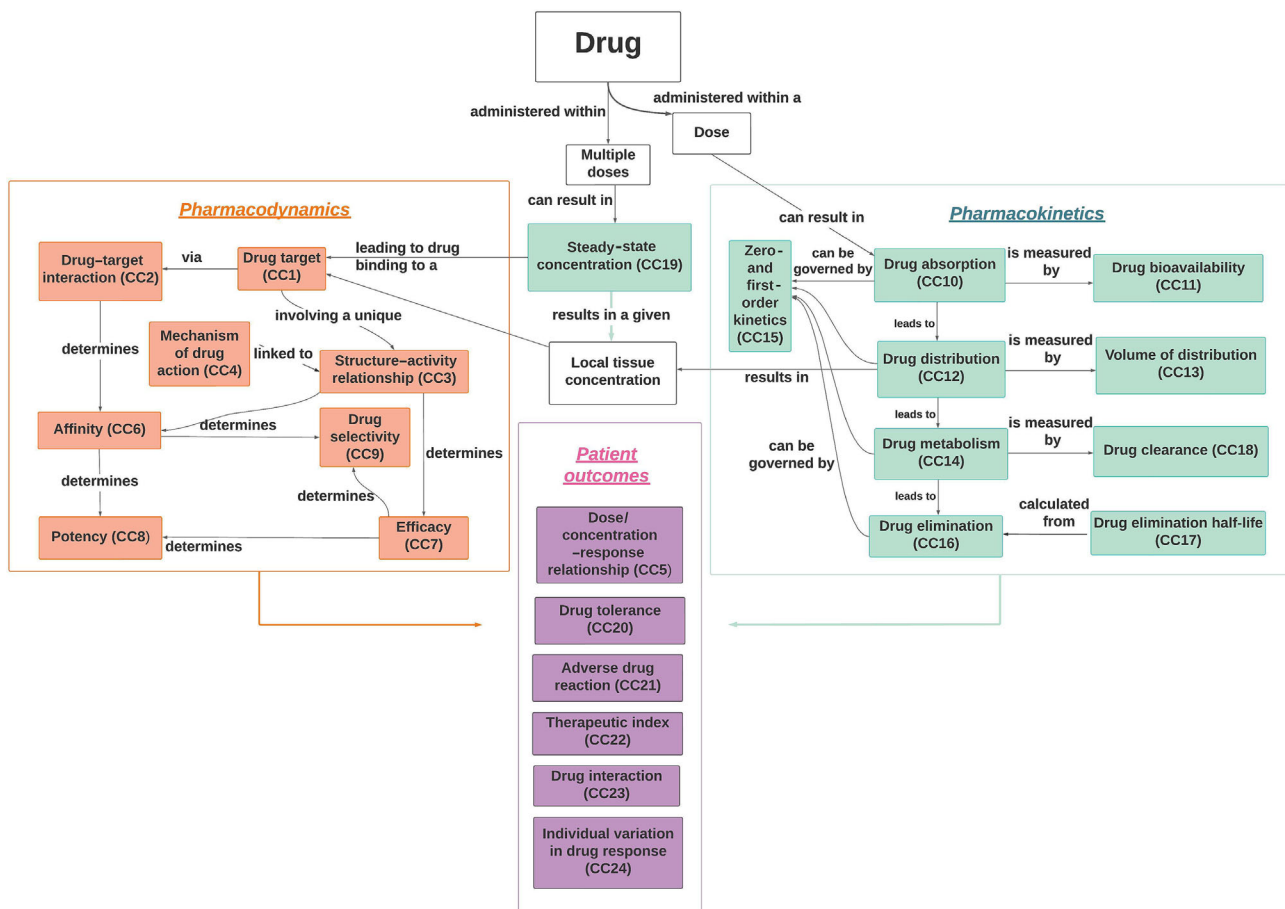 Drug
administered within a
administered within
Dose
Multiple
doses
can result in
can result in
Pharmacodynamics
Drug–target
interaction (CC2)
via
Drug target
(CC1)
leading to drug
binding to a
Steady-state
concentration (CC19)
involving a unique
results in a given
determines
Mechanism
of drug
action (CC4)
linked to
Structure–activity
relationship (CC3)
Local tissue
concentration
Affinity (CC6)
determines
Drug
selectivity
(CC9)
determines
determines
determines
Potency (CC8)
determines
Efficacy
(CC7)
Pharmacokinetics
Zero-
and
first-
order
kinetics
(CC15)
can be
governed by
Drug absorption
(CC10)
is measured
by
Drug bioavailability
(CC11)
leads to
results in
Drug distribution
(CC12)
is measured
by
Volume of distribution
(CC13)
leads to
can be
governed by
Drug metabolism
(CC14)
is measured
by
Drug clearance (CC18)
leads to
Drug elimination
(CC16)
calculated
from
Drug elimination half-life
(CC17)
Patient
outcomes
Dose/
concentration
–response
relationship (CC5)
Drug tolerance
(CC20)
Adverse drug
reaction (CC21)
Therapeutic index
(CC22)
Drug interaction
(CC23)
Individual variation
in drug response
(CC24)